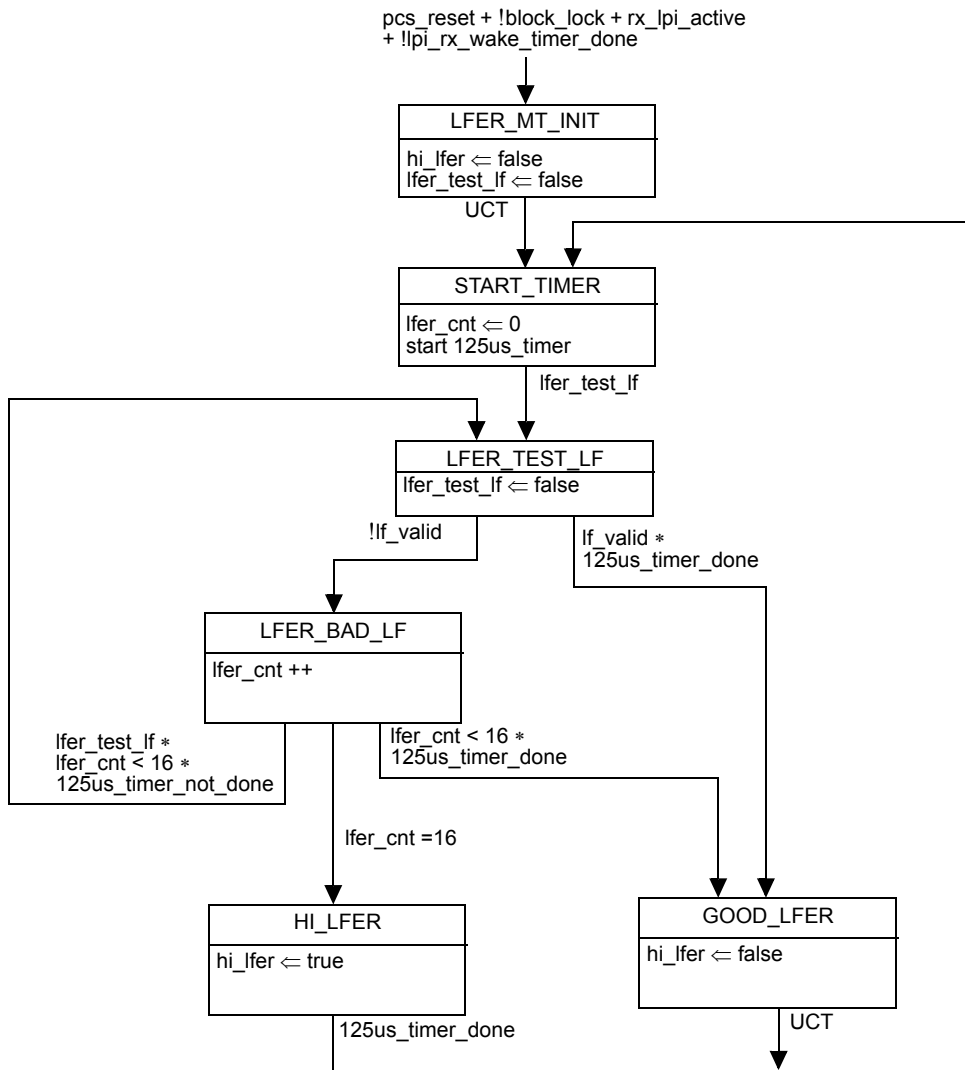 pcs_reset + !block_lock + rx_lpi_active
+ !lpi_rx_wake_timer_done
LFER_MT_INIT
hi_lfer ⇐ false
lfer_test_lf ⇐ false
UCT
START_TIMER
lfer_cnt ⇐ 0
start 125us_timer
lfer_test_lf
LFER_TEST_LF
lfer_test_lf ⇐ false
!lf_valid
lf_valid *
125us_timer_done
LFER_BAD_LF
lfer_cnt ++
lfer_test_lf *
lfer_cnt < 16 *
125us_timer_not_done
lfer_cnt < 16 *
125us_timer_done
lfer_cnt =16
HI_LFER
hi_lfer ⇐ true
125us_timer_done
GOOD_LFER
hi_lfer ⇐ false
UCT